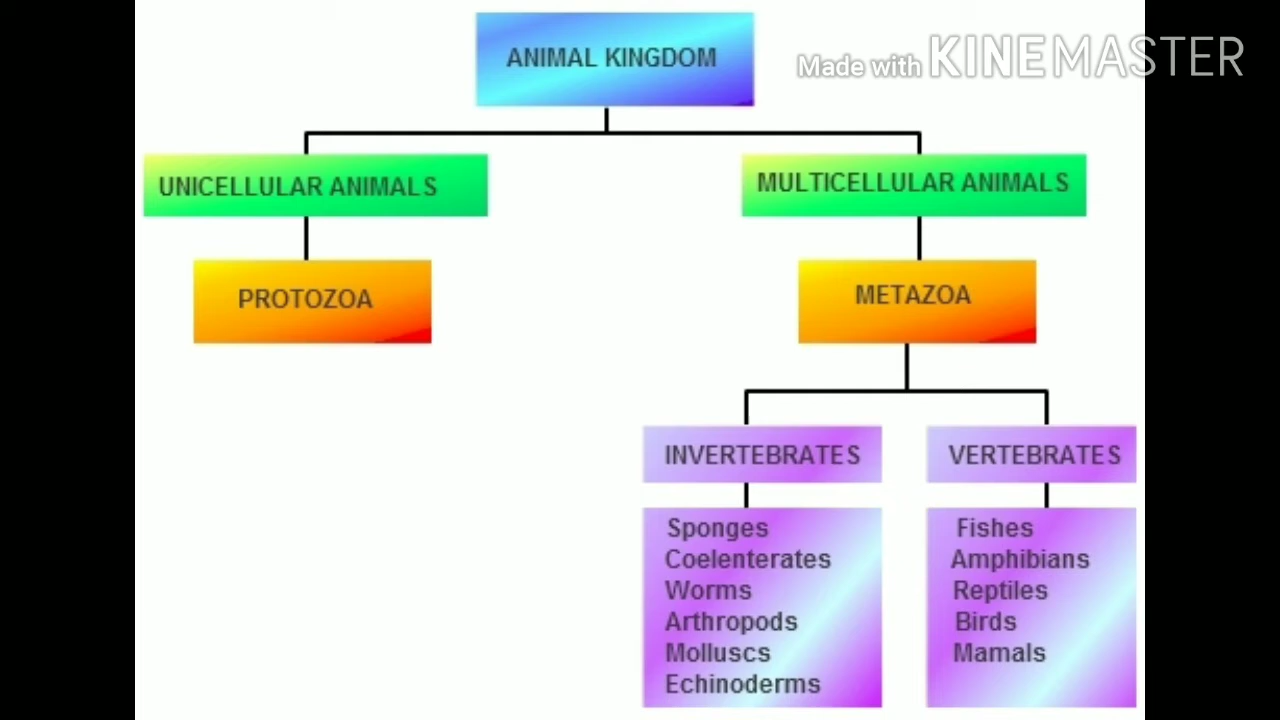 ANIMAL KINGDOM
Made with KINEMASTER
UNICELLULAR ANIMALS
MULTICELLULAR ANIMALS
PROTOZOA
METAZOA
INVERTEBRATES
VERTEBRATES
Sponges
Coelenterates
Worms
Arthropods
Molluscs
Echinoderms
Fishes
Amphibians
Reptiles
Birds
Mamals